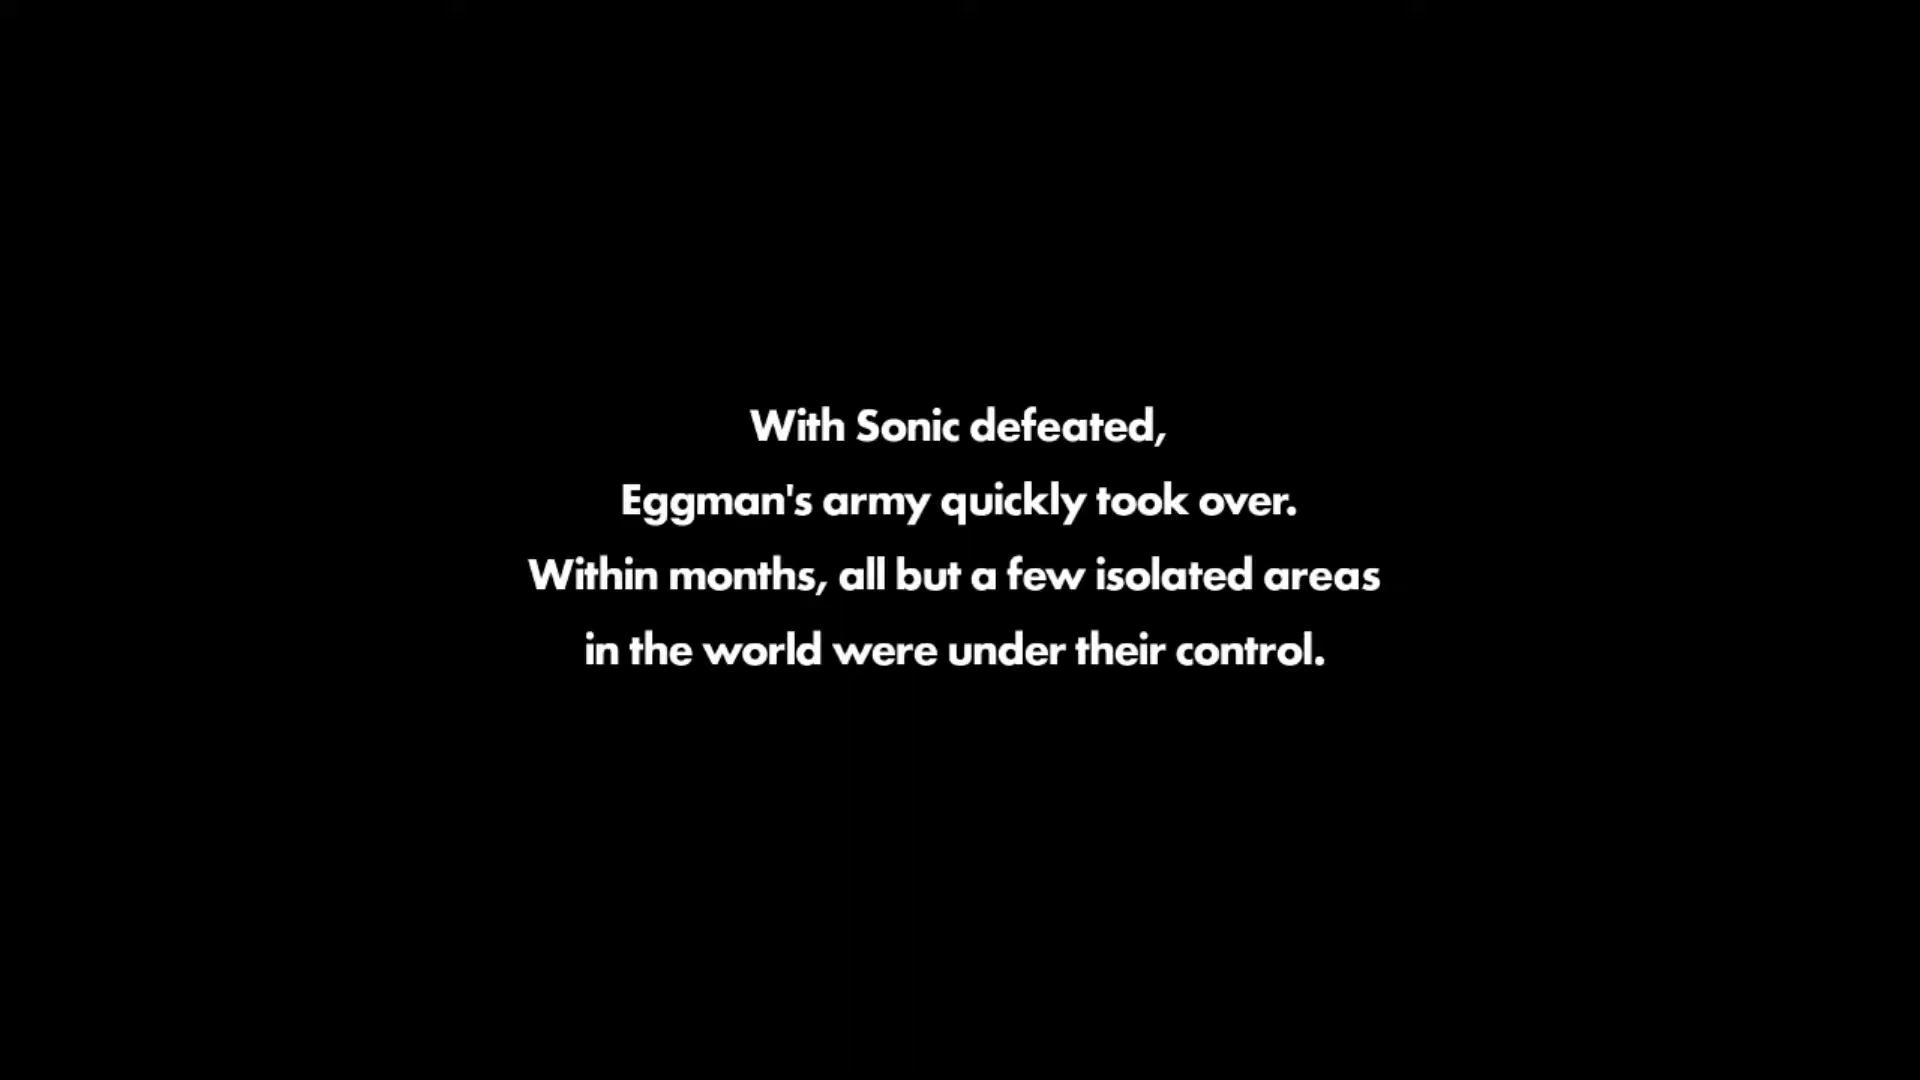 With Sonic defeated,
Eggman's army quickly took over.
Within months, all but a few isolated areas
in the world were under their control.